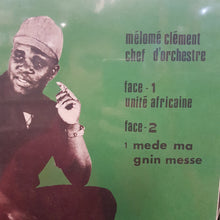 mélomé clément
chef d'orchestre
face - 1
unité africaine
face - 2
1 mede ma
gnin messe